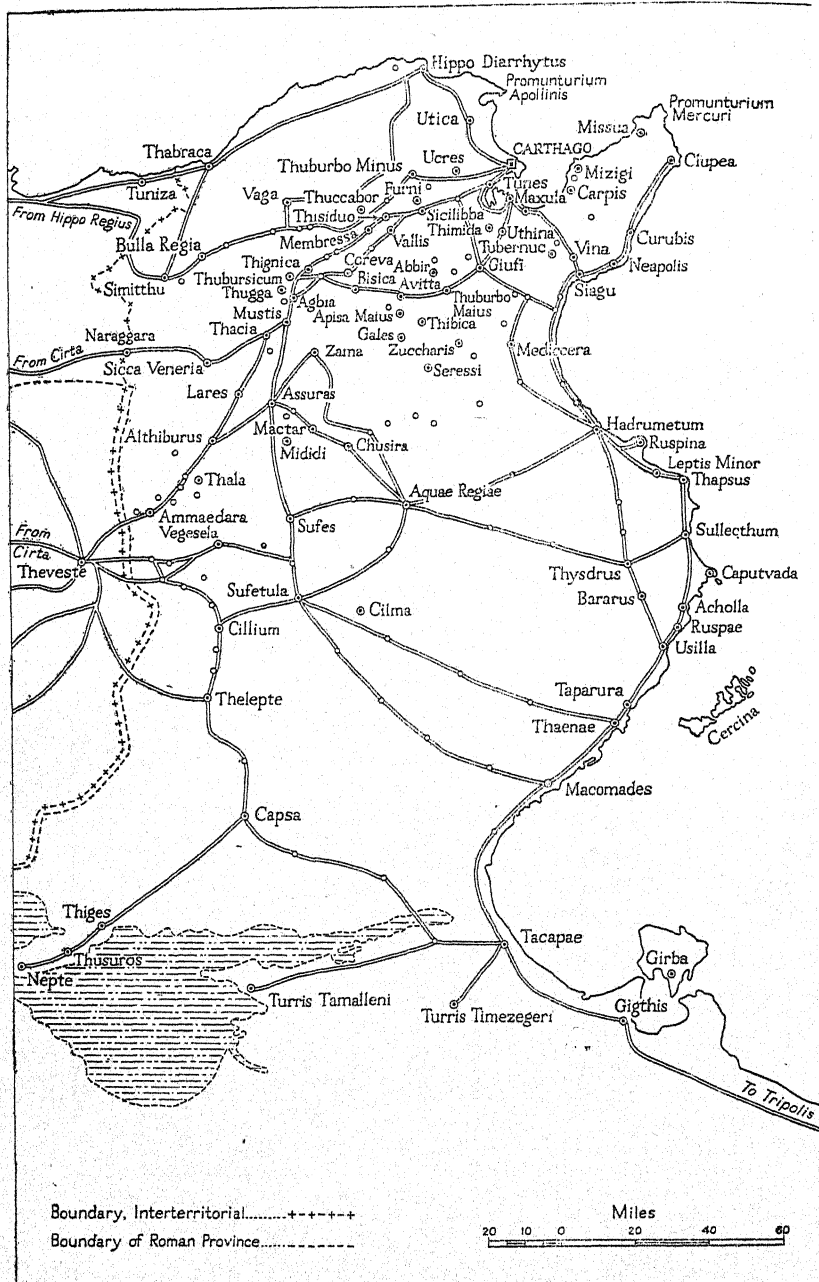 Hippo Diarrhytus
Promunturium
Apollinis
Promunturium
Mercuri
Utica
Missua
CARTHAGO
Thabraca
Thuburbo Minus
Ucres
Mizigi
Clupea
Tuniza
Vaga
Thuccabor
Furni
Tunes
Maxula
Carpis
From Hippo Regius
Thisiduo
Sicilibba
Bulla Regia
Membressa
Vallis
Thimida
Uthina
Curubis
Simitthu
Thignica
Coreva
Abbir
Tubernuc
Vina
Neapolis
Thubursicum
Bisica
Avitta
Giufi
Siagu
Thugga
Agbia
Apisa Maius
Thuburbo
Maius
Mustis
Thacia
Gales
Thibica
Naraggara
Zuccharis
Mediccera
From Cirta
Sicca Veneria
Zama
Seressi
Lares
Assuras
Hadrumetum
Althiburus
Mactar
Chusira
Ruspina
Mididi
Leptis Minor
Thala
Aquae Regiae
Thapsus
Ammaedara
From
Cirta
Vegesela
Sufes
Sullecthum
Theveste
Thysdrus
Caputvada
Sufetula
Cilma
Bararus
Acholla
Cillium
Ruspae
Usilla
Thelepte
Taparura
Thaenae
Cercina
Macomades
Capsa
Thiges
Tacapae
Thusuros
Girba
Nepte
Turris Tamalleni
Turris Timezegeri
Gigthis
To Tripolis
Boundary, Interterritorial........+-+-+-+
Boundary of Roman Province.....-------
Miles
20 10 0 20 40 60